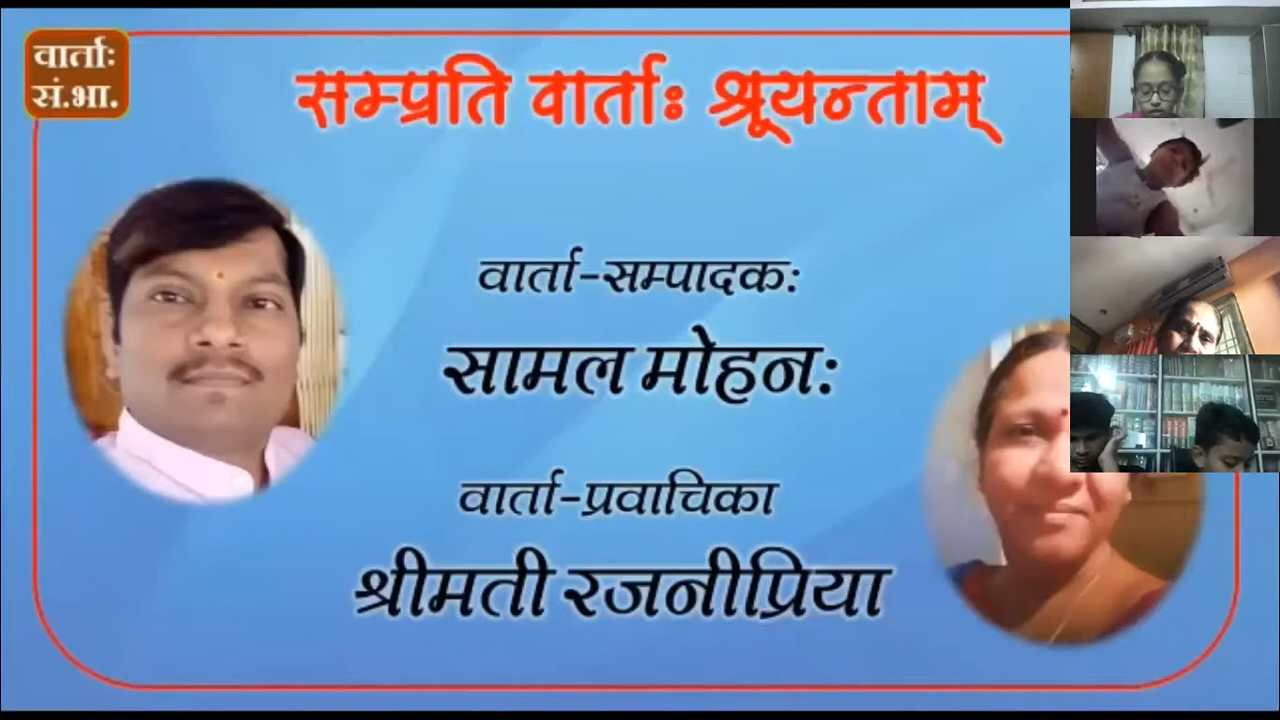 वार्ताः
सं.भा.
सम्प्रति वार्ताः श्रूयन्ताम्
वार्ता-सम्पादक:
सामल मोहन:
वार्ता-प्रवाचिका
श्रीमती रजनीप्रिया